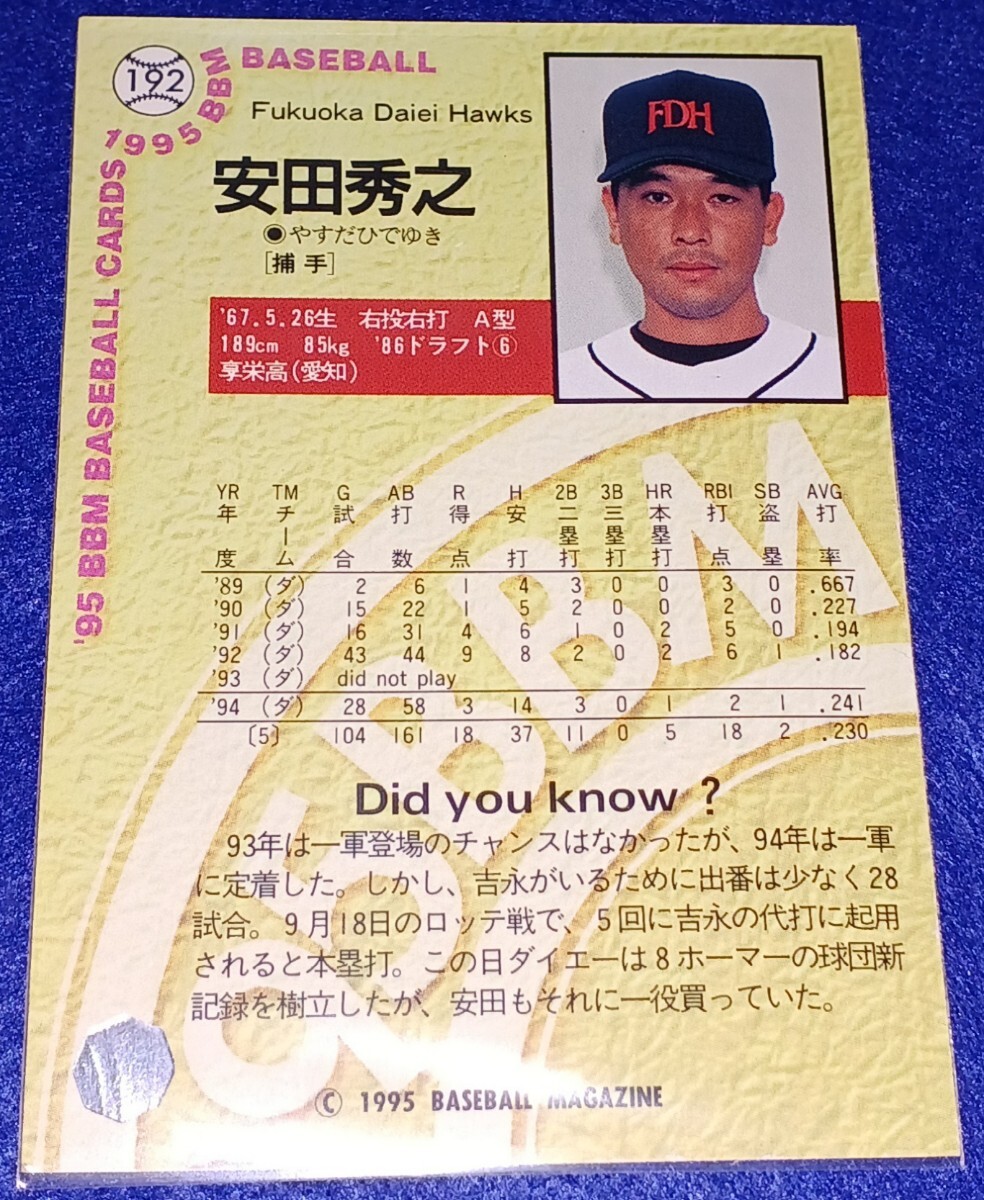 192
'95 BBM BASEBALL CARDS 1995 BBM BASEBALL
Fukuoka Daiei Hawks
FDH
安田秀之
●やすだひでゆき
[捕手]
'67.5.26生 右投右打 A型
189cm 85kg '86ドラフト⑥
享栄高(愛知)
YR TM G AB R H 2B 3B HR RBI SB AVG
年度 チーム 試合 打数 得点 安打 二塁打 三塁打 本塁打 打点 盗塁 打率
'89 (ダ) 2 6 1 4 3 0 0 3 0 .667
'90 (ダ) 15 22 1 5 2 0 0 2 0 .227
'91 (ダ) 16 31 4 6 1 0 2 5 0 .194
'92 (ダ) 43 44 9 8 2 0 2 6 1 .182
'93 (ダ) did not play
'94 (ダ) 28 58 3 14 3 0 1 2 1 .241
〔5〕 104 161 18 37 11 0 5 18 2 .230
Did you know ?
93年は一軍登場のチャンスはなかったが、94年は一軍
に定着した。しかし、吉永がいるために出番は少なく28
試合。9月18日のロッテ戦で、5回に吉永の代打に起用
されると本塁打。この日ダイエーは8ホーマーの球団新
記録を樹立したが、安田もそれに一役買っていた。
© 1995 BASEBALL MAGAZINE